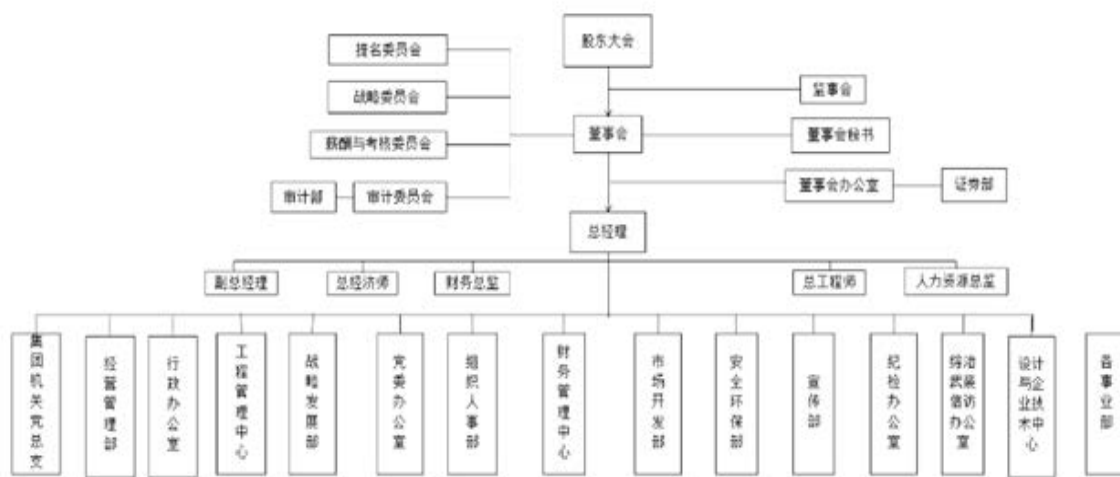 股东大会
提名委员会
监事会
战略委员会
董事会
董事会秘书
薪酬与考核委员会
董事会办公室
证券部
审计部
审计委员会
总经理
副总经理
总经济师
财务总监
总工程师
人力资源总监
集团机关党总支
经营管理部
行政办公室
工程管理中心
战略发展部
党委办公室
组织人事部
财务管理中心
市场开发部
安全环保部
宣传部
纪检办公室
办公室
设计与企业技术中心
各事业部